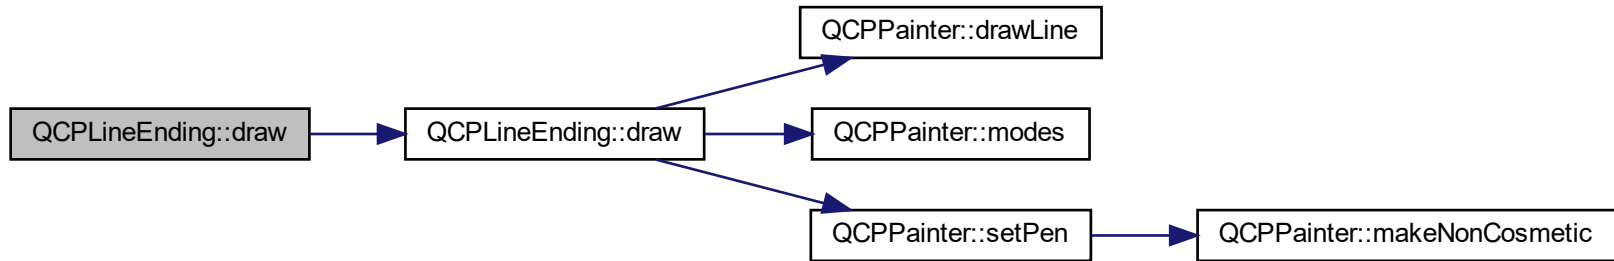 QCPPainter::drawLine
QCPLineEnding::draw
QCPLineEnding::draw
QCPPainter::modes
QCPPainter::setPen
QCPPainter::makeNonCosmetic